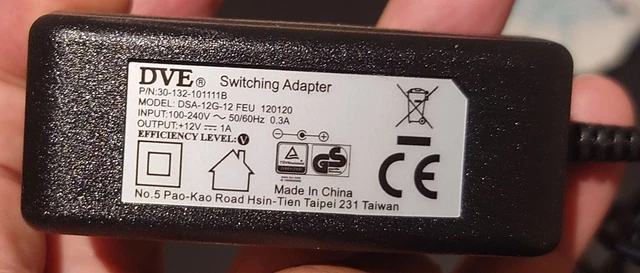 DVE® Switching Adapter
P/N:30-132-101111B
MODEL: DSA-12G-12 FEU 120120
INPUT:100-240V ~ 50/60Hz 0.3A
OUTPUT:+12V ⎓ 1A
EFFICIENCY LEVEL:V
GS
CE
Made In China
No.5 Pao-Kao Road Hsin-Tien Taipei 231 Taiwan